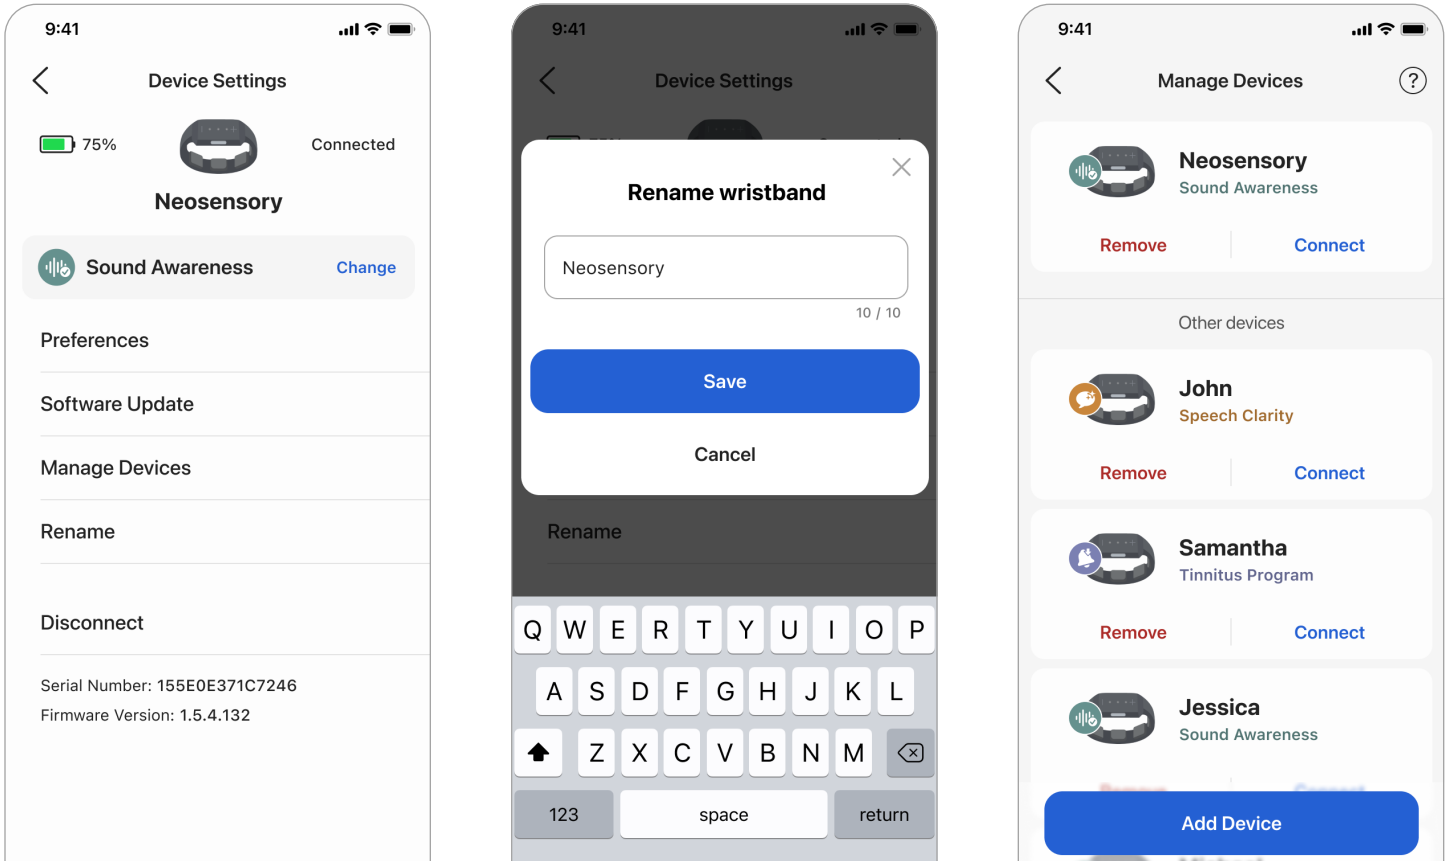 9:41
Device Settings
75%
Connected
Neosensory
Sound Awareness
Change
Preferences
Software Update
Manage Devices
Rename
Disconnect
Serial Number: 155E0E371C7246
Firmware Version: 1.5.4.132
9:41
Device Settings
Rename wristband
Neosensory
10 / 10
Save
Cancel
Rename
Q W E R T Y U I O P
A S D F G H J K L
Z X C V B N M
123 space return
9:41
Manage Devices
?
Neosensory
Sound Awareness
Remove Connect
Other devices
John
Speech Clarity
Remove Connect
Samantha
Tinnitus Program
Remove Connect
Jessica
Sound Awareness
Add Device